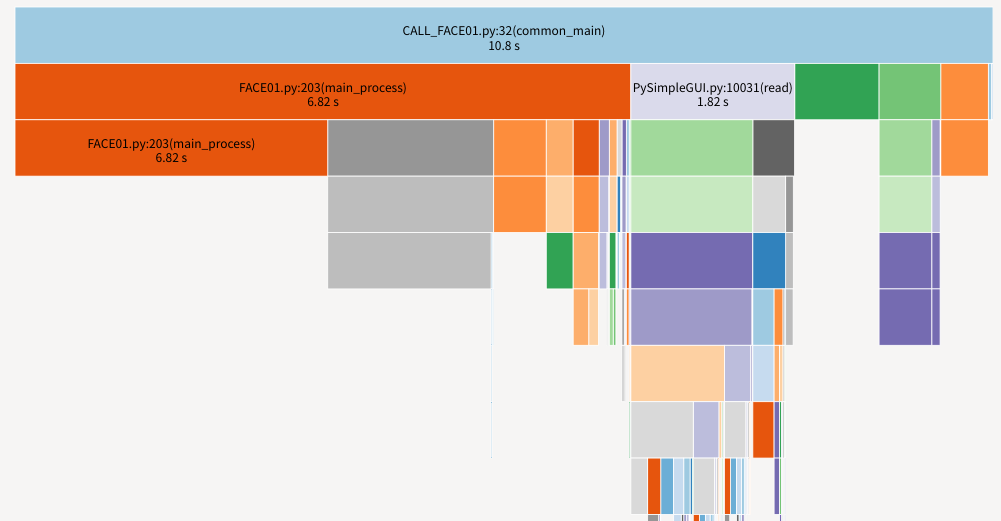 CALL_FACE01.py:32(common_main)
10.8 s
FACE01.py:203(main_process)
6.82 s
PySimpleGUI.py:10031(read)
1.82 s
FACE01.py:203(main_process)
6.82 s